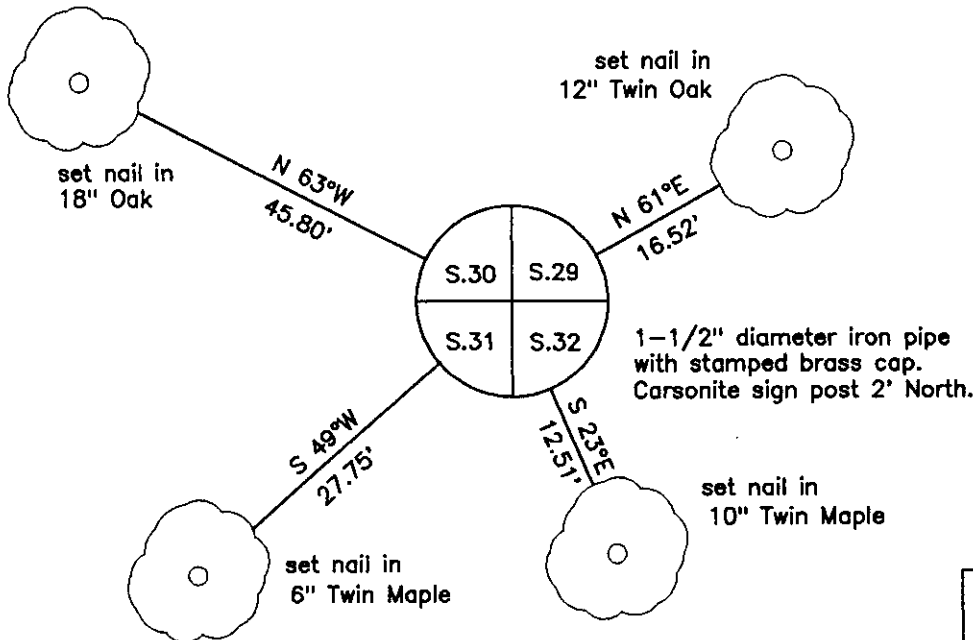 set nail in
12" Twin Oak
set nail in
18" Oak
N 63°W
45.80'
N 61°E
16.52'
S.30
S.29
S.31
S.32
1-1/2" diameter iron pipe
with stamped brass cap.
Carsonite sign post 2' North.
S 49°W
27.75'
S 23°E
12.51'
set nail in
10" Twin Maple
set nail in
6" Twin Maple